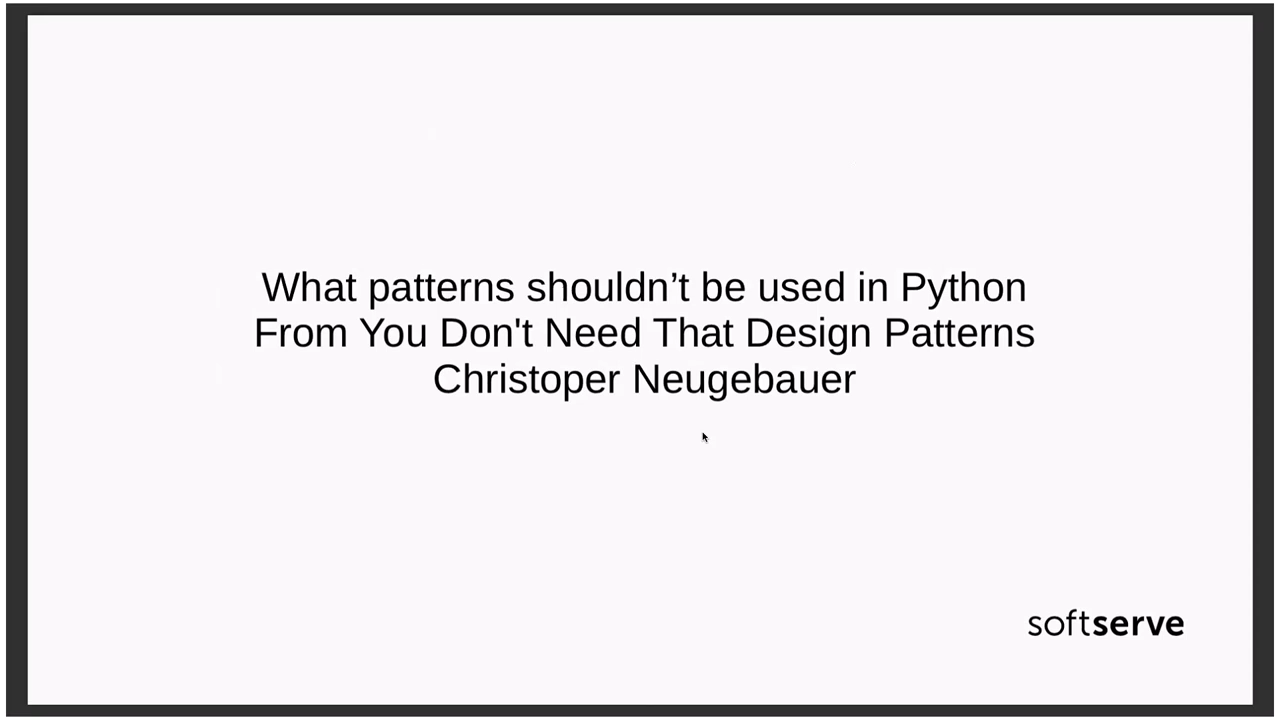 What patterns shouldn’t be used in Python
From You Don't Need That Design Patterns
Christoper Neugebauer
softserve